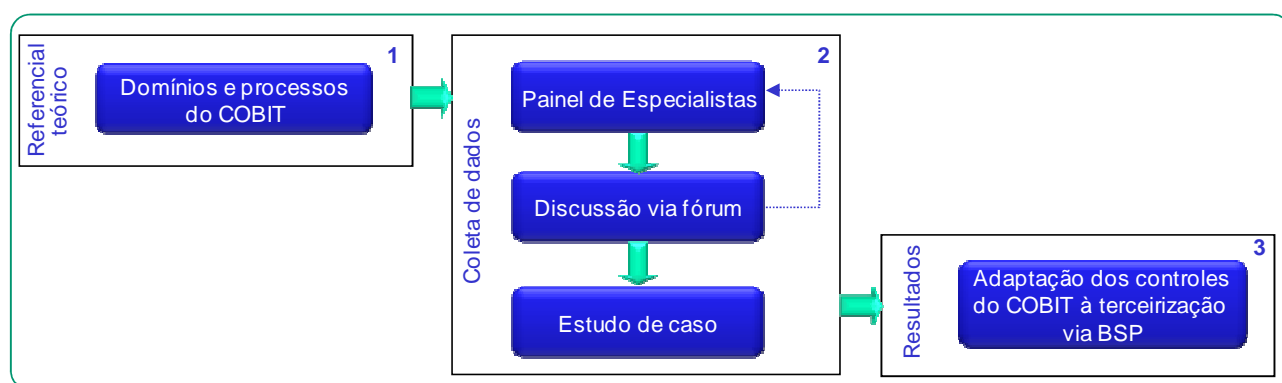 1
Referencial
teórico
Domínios e processos
do COBIT
2
Coleta de dados
Painel de Especialistas
Discussão via fórum
Estudo de caso
3
Resultados
Adaptação dos controles
do COBIT à terceirização
via BSP